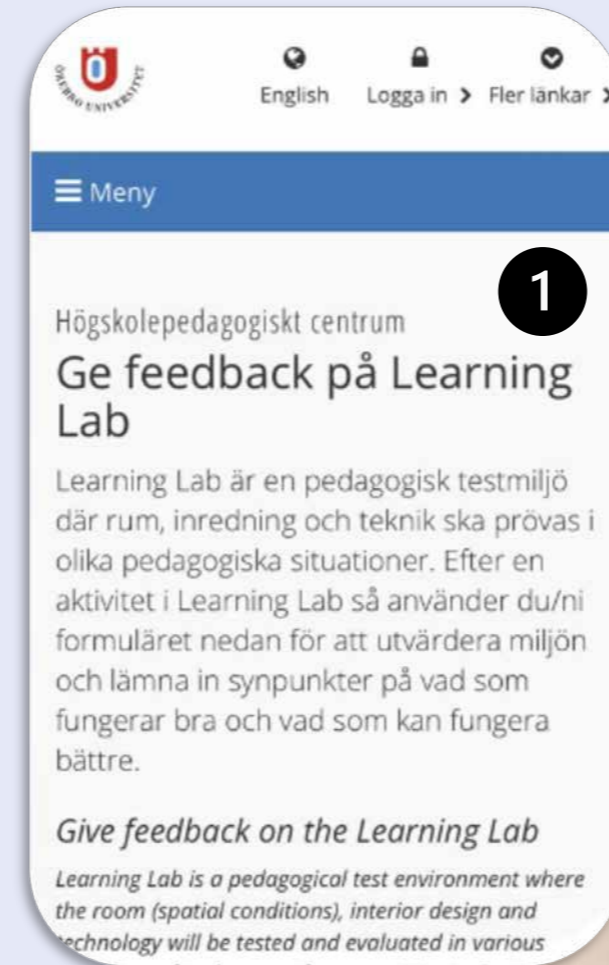 ÖREBRO UNIVERSITET
English
Logga in
Fler länkar
Meny
1
Högskolepedagogiskt centrum
Ge feedback på Learning
Lab
Learning Lab är en pedagogisk testmiljö
där rum, inredning och teknik ska prövas i
olika pedagogiska situationer. Efter en
aktivitet i Learning Lab så använder du/ni
formuläret nedan för att utvärdera miljön
och lämna in synpunkter på vad som
fungerar bra och vad som kan fungera
bättre.
Give feedback on the Learning Lab
Learning Lab is a pedagogical test environment where
the room (spatial conditions), interior design and
technology will be tested and evaluated in various